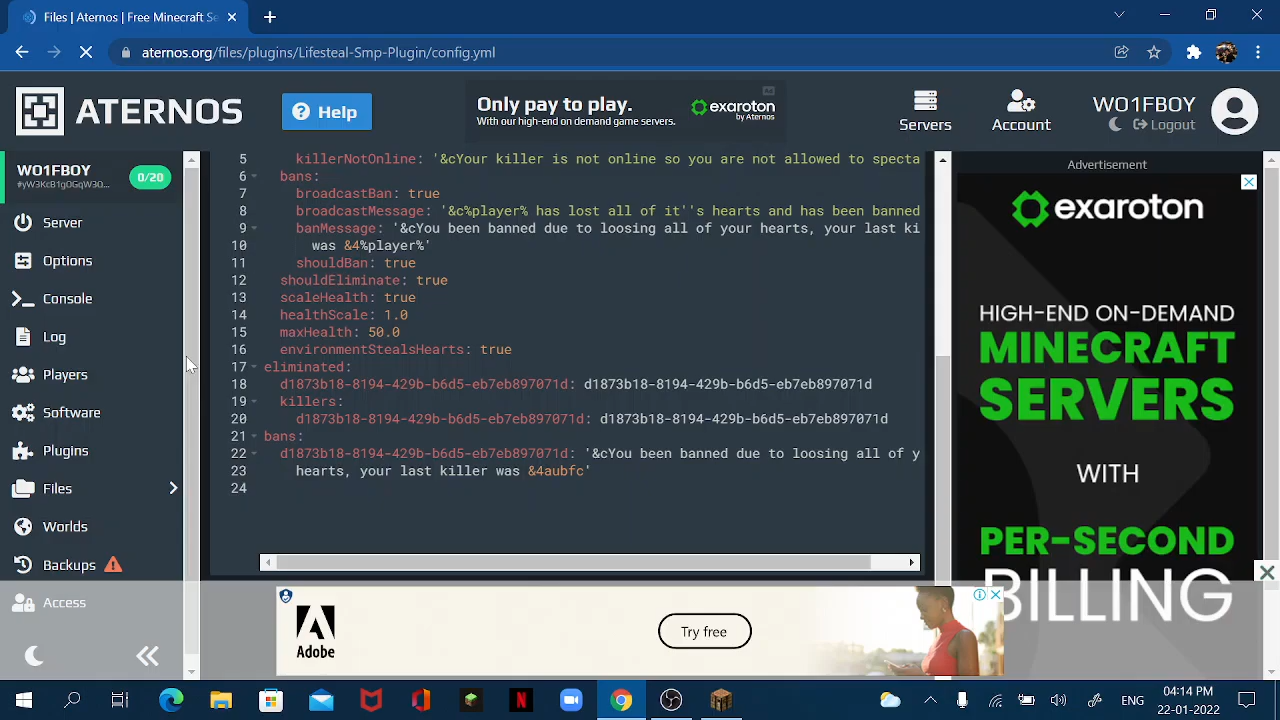 Files | Aternos | Free Minecraft S
aternos.org/files/plugins/Lifesteal-Smp-Plugin/config.yml
ATERNOS
? Help
Only pay to play.
With our high-end on demand game servers.
exaroton
by Aternos
Ad
Servers
Account
WO1FBOY
Logout
WO1FBOY
0/20
Server
Options
Console
Log
Players
Software
Plugins
Files
Worlds
Backups
Access
5 killerNotOnline: '&cYour killer is not online so you are not allowed to specta
6 bans:
7 broadcastBan: true
8 broadcastMessage: '&c%player% has lost all of it''s hearts and has been banned
9 banMessage: '&cYou been banned due to loosing all of your hearts, your last ki
10 was &4%player%'
11 shouldBan: true
12 shouldEliminate: true
13 scaleHealth: true
14 healthScale: 1.0
15 maxHealth: 50.0
16 environmentStealsHearts: true
17 eliminated:
18 d1873b18-8194-429b-b6d5-eb7eb897071d: d1873b18-8194-429b-b6d5-eb7eb897071d
19 killers:
20 d1873b18-8194-429b-b6d5-eb7eb897071d: d1873b18-8194-429b-b6d5-eb7eb897071d
21 bans:
22 d1873b18-8194-429b-b6d5-eb7eb897071d: '&cYou been banned due to loosing all of y
23 hearts, your last killer was &4aubfc'
24
Advertisement
exaroton
HIGH-END ON-DEMAND
MINECRAFT
SERVERS
WITH
PER-SECOND
BILLING
Adobe
Try free
ENG
04:14 PM
22-01-2022